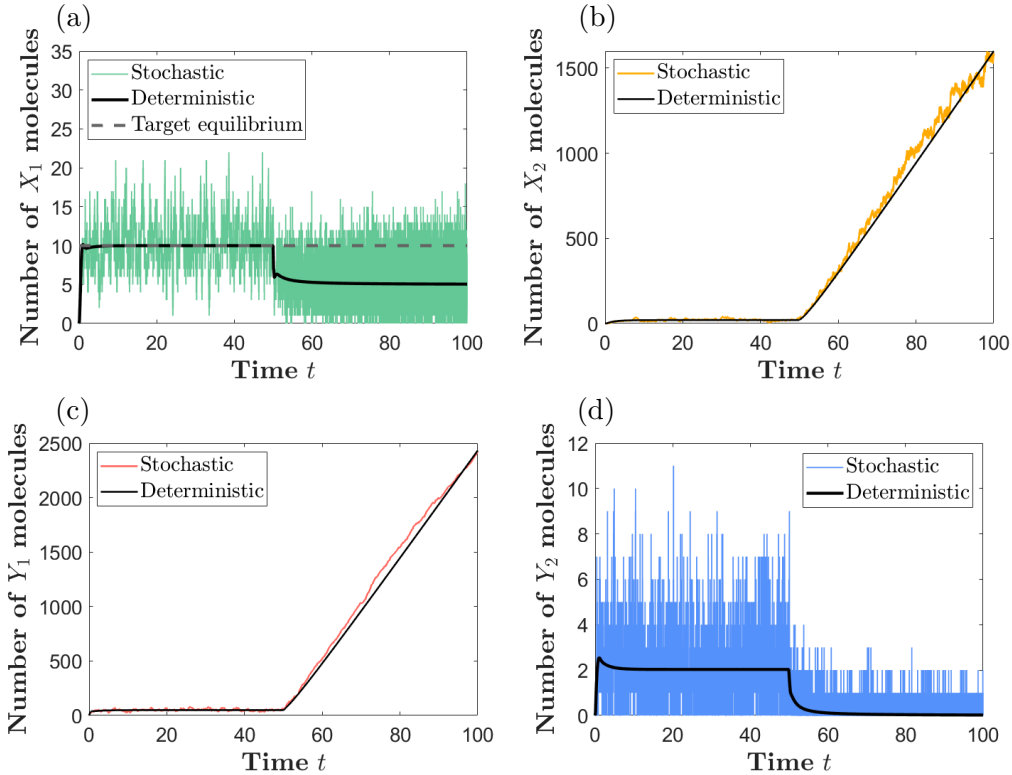 (a)
Number of X₁ molecules
35
30
25
20
15
10
5
0
Stochastic
Deterministic
Target equilibrium
0 20 40 60 80 100
Time t
(b)
Number of X₂ molecules
1500
1000
500
0
Stochastic
Deterministic
0 20 40 60 80 100
Time t
(c)
Number of Y₁ molecules
2500
2000
1500
1000
500
0
Stochastic
Deterministic
0 20 40 60 80 100
Time t
(d)
Number of Y₂ molecules
12
10
8
6
4
2
0
Stochastic
Deterministic
0 20 40 60 80 100
Time t